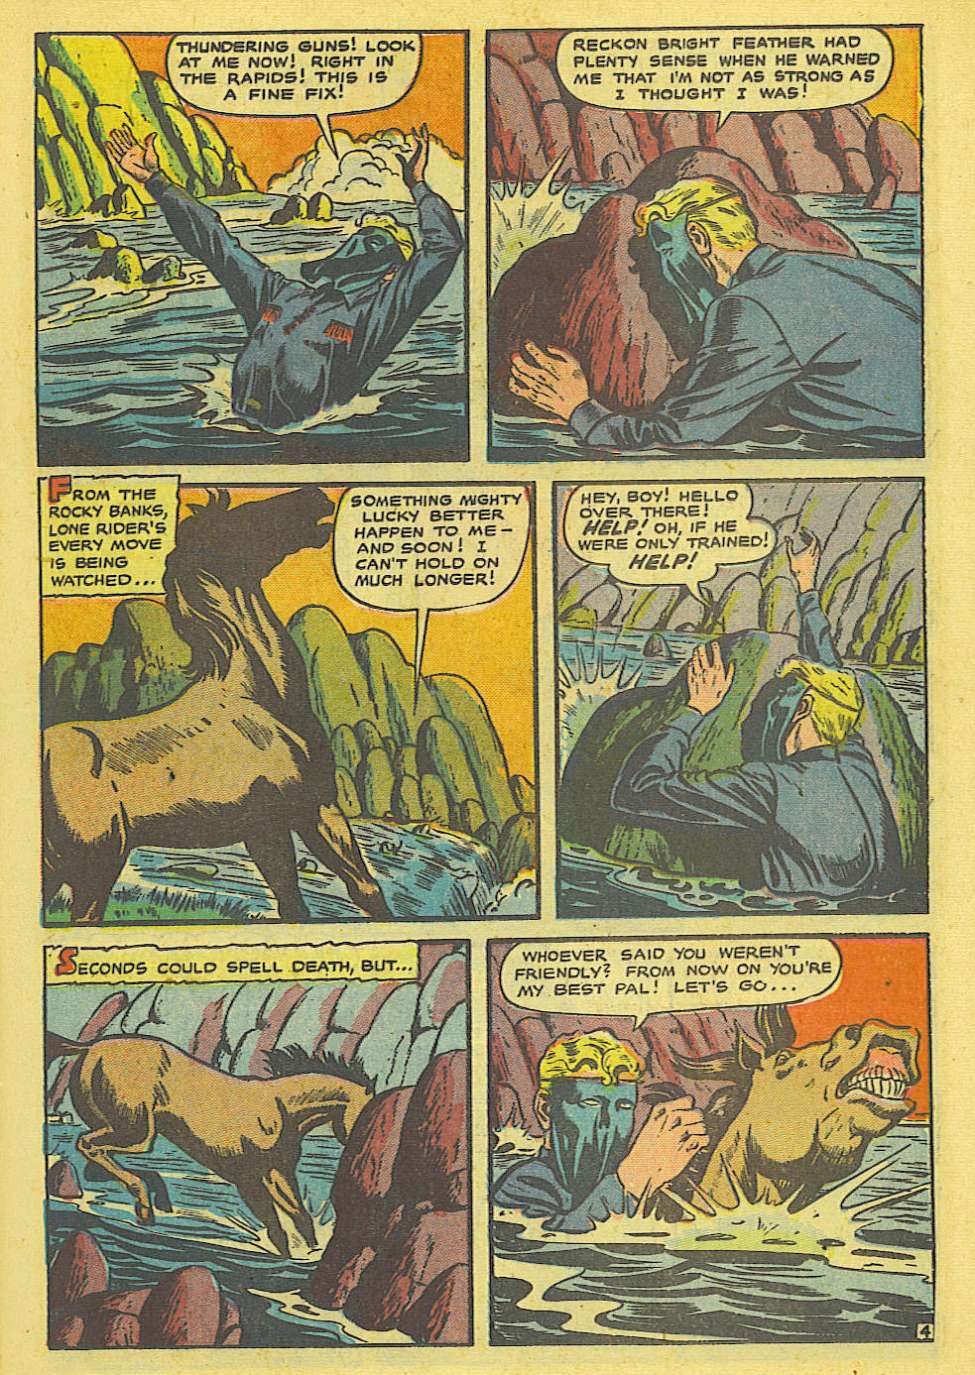 THUNDERING GUNS! LOOK
AT ME NOW! RIGHT IN
THE RAPIDS! THIS IS
A FINE FIX!
RECKON BRIGHT FEATHER HAD
PLENTY SENSE WHEN HE WARNED
ME THAT I'M NOT AS STRONG AS
I THOUGHT I WAS!
FROM THE
ROCKY BANKS,
LONE RIDER'S
EVERY MOVE
IS BEING
WATCHED...
SOMETHING MIGHTY
LUCKY BETTER
HAPPEN TO ME —
AND SOON! I
CAN'T HOLD ON
MUCH LONGER!
HEY, BOY! HELLO
OVER THERE!
HELP! OH, IF HE
WERE ONLY TRAINED!
HELP!
SECONDS COULD SPELL DEATH, BUT...
WHOEVER SAID YOU WEREN'T
FRIENDLY? FROM NOW ON YOU'RE
MY BEST PAL! LET'S GO...
4